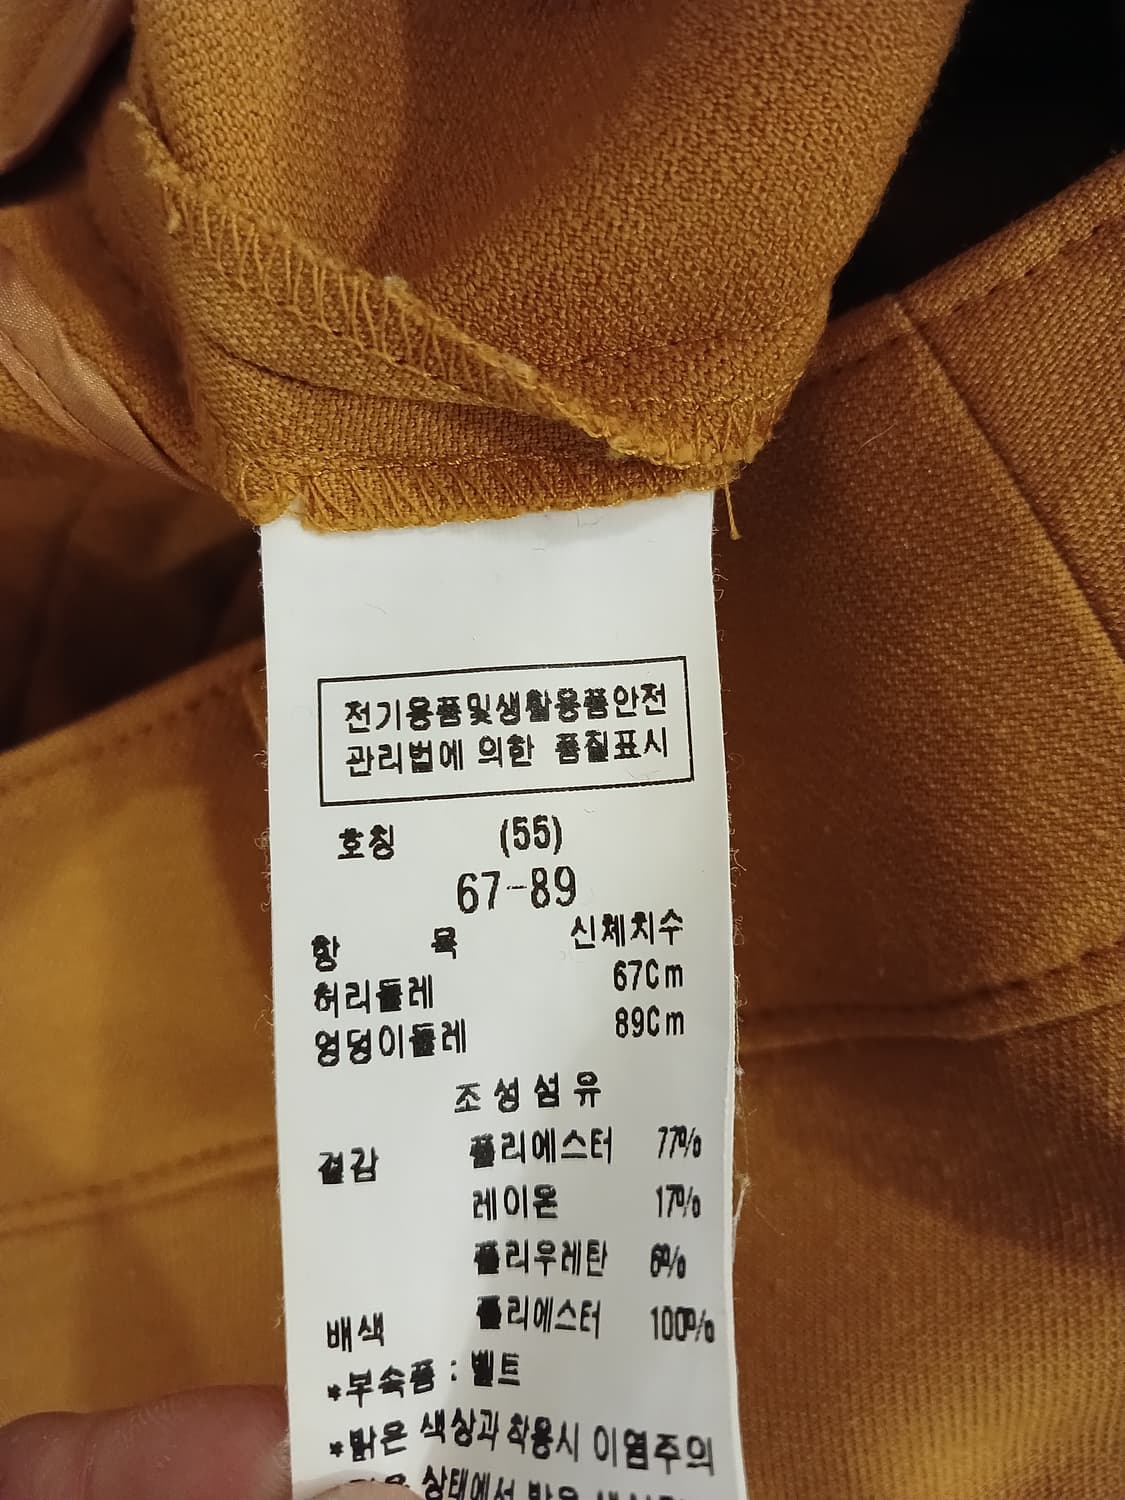 전기용품및생활용품안전
관리법에 의한 품질표시
호칭 (55)
67-89
항 목 신체치수
허리둘레 67Cm
엉덩이둘레 89Cm
조성섬유
겉감 폴리에스터 77%
레이온 17%
폴리우레탄 6%
배색 폴리에스터 100%
*부속품 : 벨트
*밝은 색상과 착용시 이염주의
상태에서